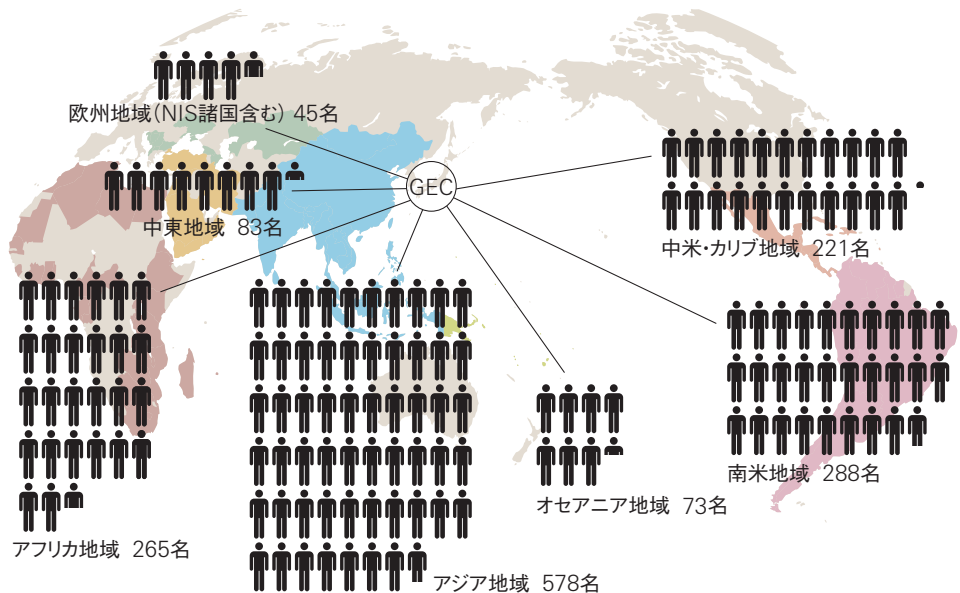 欧州地域(NIS諸国含む) 45名
中東地域 83名
GEC
中米・カリブ地域 221名
南米地域 288名
オセアニア地域 73名
アフリカ地域 265名
アジア地域 578名